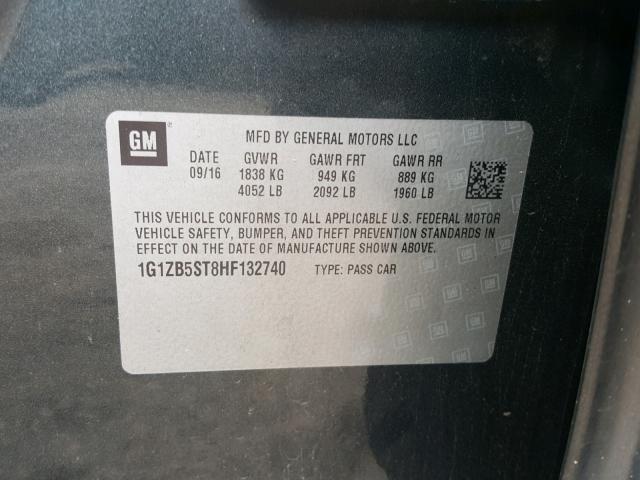 GM
MFD BY GENERAL MOTORS LLC
DATE GVWR GAWR FRT GAWR RR
09/16 1838 KG 949 KG 889 KG
4052 LB 2092 LB 1960 LB
THIS VEHICLE CONFORMS TO ALL APPLICABLE U.S. FEDERAL MOTOR
VEHICLE SAFETY, BUMPER, AND THEFT PREVENTION STANDARDS IN
EFFECT ON THE DATE OF MANUFACTURE SHOWN ABOVE.
1G1ZB5ST8HF132740 TYPE: PASS CAR